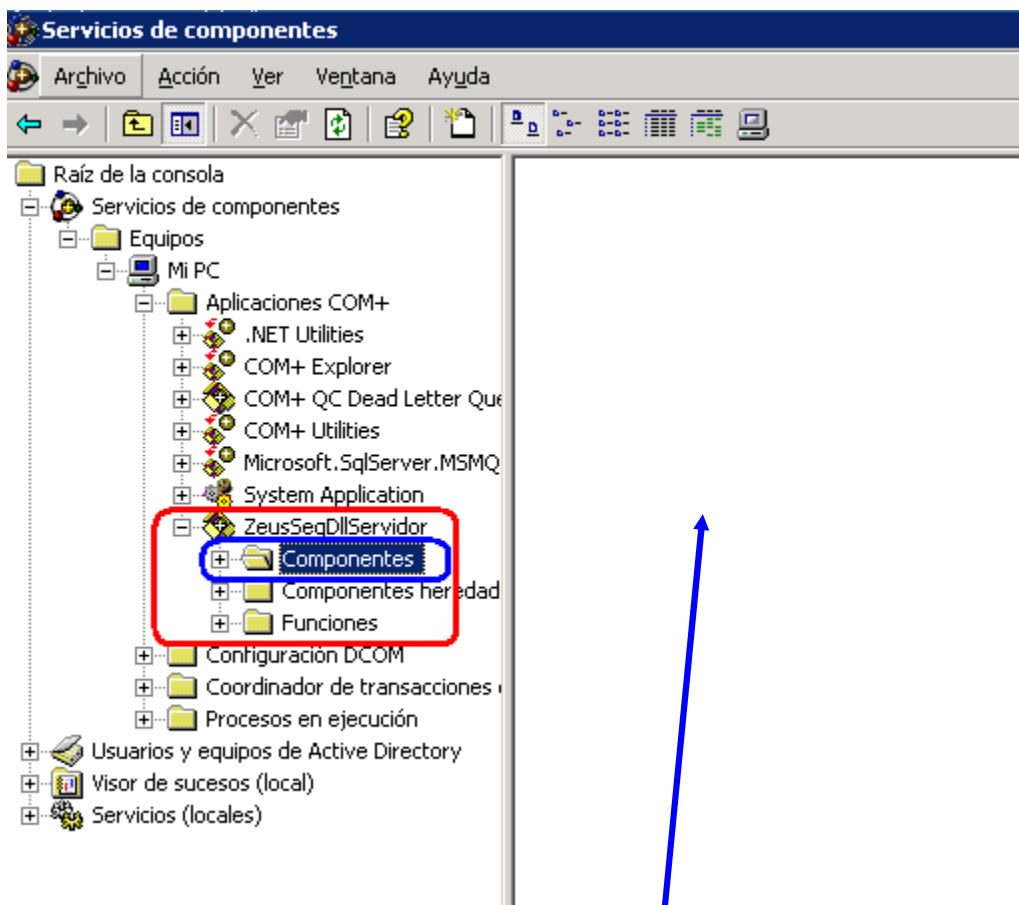 Servicios de componentes
Archivo Acción Ver Ventana Ayuda
Raíz de la consola
Servicios de componentes
Equipos
Mi PC
Aplicaciones COM+
.NET Utilities
COM+ Explorer
COM+ QC Dead Letter Que
COM+ Utilities
Microsoft.SqlServer.MSMQ
System Application
ZeusSeqDllServidor
Componentes
Componentes heredad
Funciones
Configuración DCOM
Coordinador de transacciones
Procesos en ejecución
Usuarios y equipos de Active Directory
Visor de sucesos (local)
Servicios (locales)